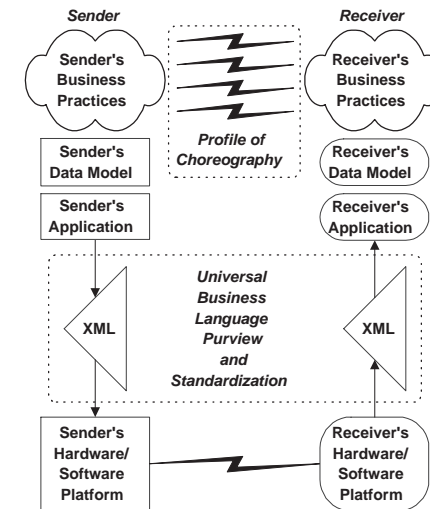 Sender
Receiver
Sender's
Business
Practices
Receiver's
Business
Practices
Profile of
Choreography
Sender's
Data Model
Receiver's
Data Model
Sender's
Application
Receiver's
Application
Universal
Business
Language
Purview
and
Standardization
XML
XML
Sender's
Hardware/
Software
Platform
Receiver's
Hardware/
Software
Platform